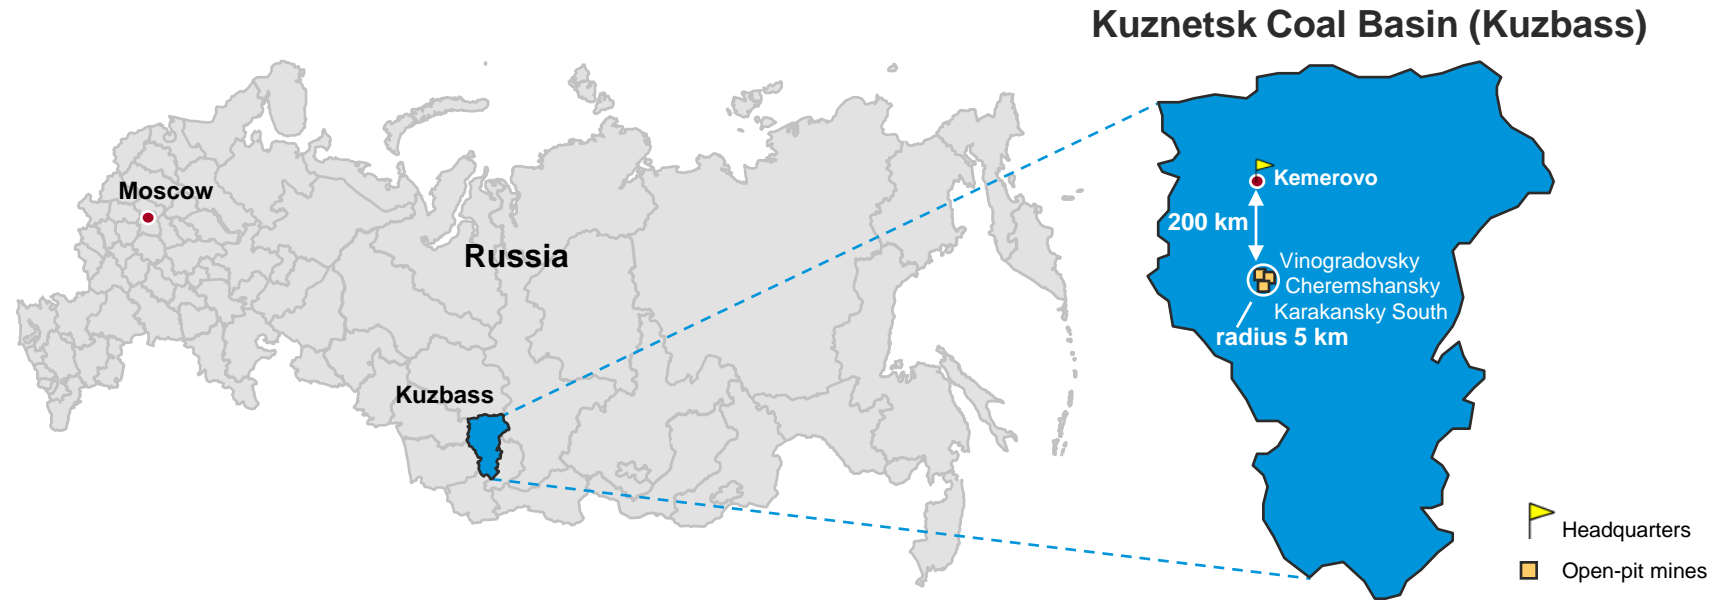 Kuznetsk Coal Basin (Kuzbass)
Moscow
Russia
Kuzbass
Kemerovo
200 km
Vinogradovsky
Cheremshansky
Karakansky South
radius 5 km
Headquarters
Open-pit mines